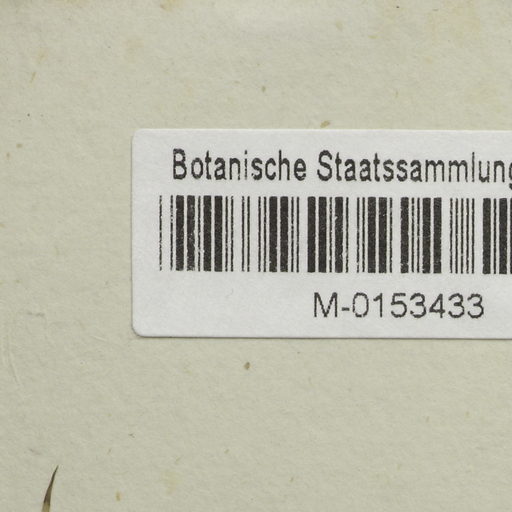 Botanische Staatssammlung
M-0153433